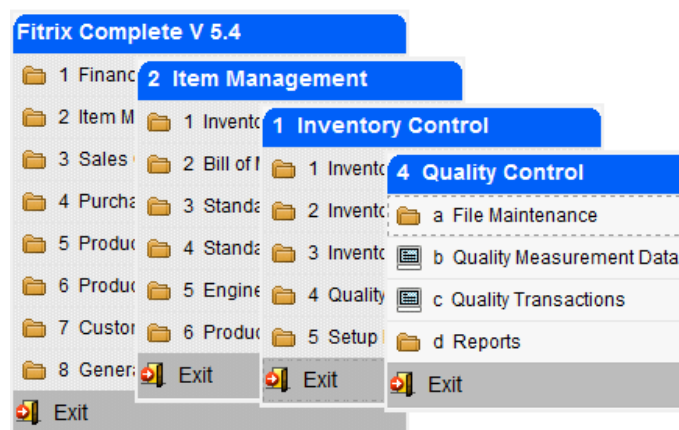 Fitrix Complete V 5.4
1 Financ
2 Item M
3 Sales
4 Purcha
5 Produc
6 Produc
7 Custor
8 Genera
Exit
2 Item Management
1 Invento
2 Bill of M
3 Standa
4 Standa
5 Engine
6 Produc
Exit
1 Inventory Control
1 Invento
2 Invento
3 Invento
4 Quality
5 Setup
Exit
4 Quality Control
a File Maintenance
b Quality Measurement Data
c Quality Transactions
d Reports
Exit